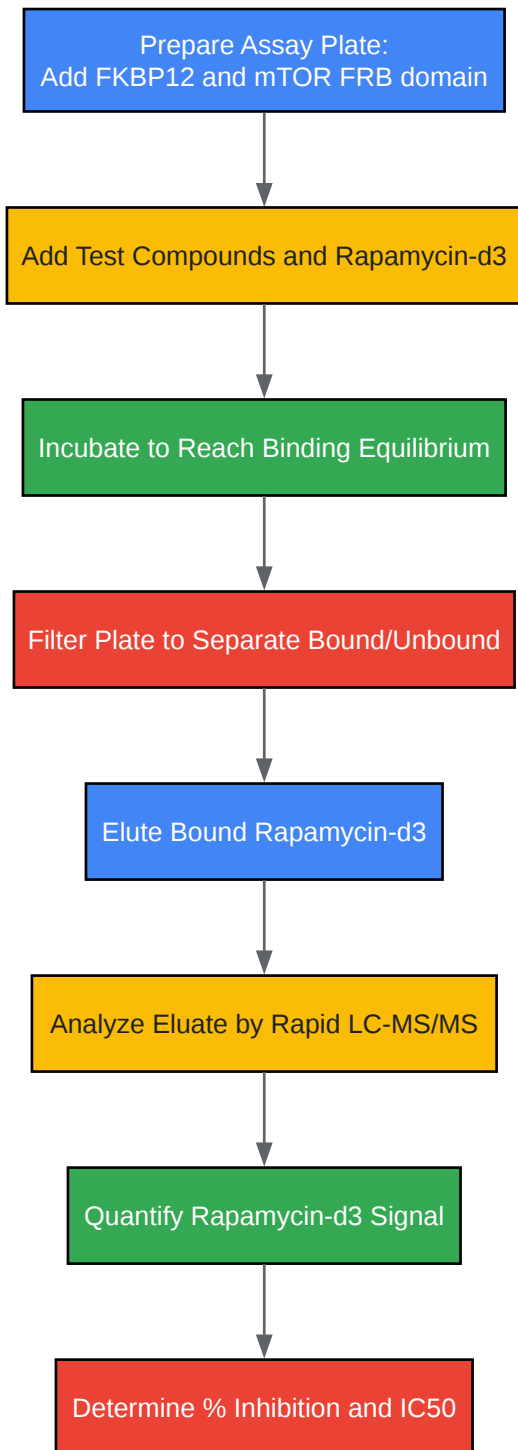 Prepare Assay Plate:
Add FKBP12 and mTOR FRB domain
Add Test Compounds and Rapamycin-d3
Incubate to Reach Binding Equilibrium
Filter Plate to Separate Bound/Unbound
Elute Bound Rapamycin-d3
Analyze Eluate by Rapid LC-MS/MS
Quantify Rapamycin-d3 Signal
Determine % Inhibition and IC50